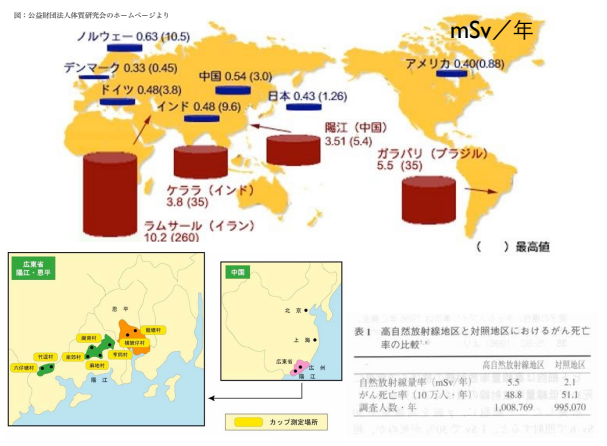 図：公益財団法人体質研究会のホームページより
mSv／年
ノルウェー 0.63 (10.5)
デンマーク 0.33 (0.45)
ドイツ 0.48(3.8)
中国 0.54 (3.0)
インド 0.48 (9.6)
日本 0.43 (1.26)
アメリカ 0.40(0.88)
陽江（中国）
3.51 (5.4)
ガラパリ（ブラジル）
5.5 (35)
ケララ（インド）
3.8 (35)
ラムサール（イラン）
10.2 (260)
（　）最高値
広東省
陽江・恩平
恩平
陽江
中国
北京
上海
広東省
広州
陽江
カップ測定場所
表1 高自然放射線地区と対照地区におけるがん死亡
率の比較
高自然放射線地区 対照地区
自然放射線量率（mSv／年） 5.5 2.1
がん死亡率（10万人・年） 48.8 51.1
調査人数・年 1,008,769 995,070